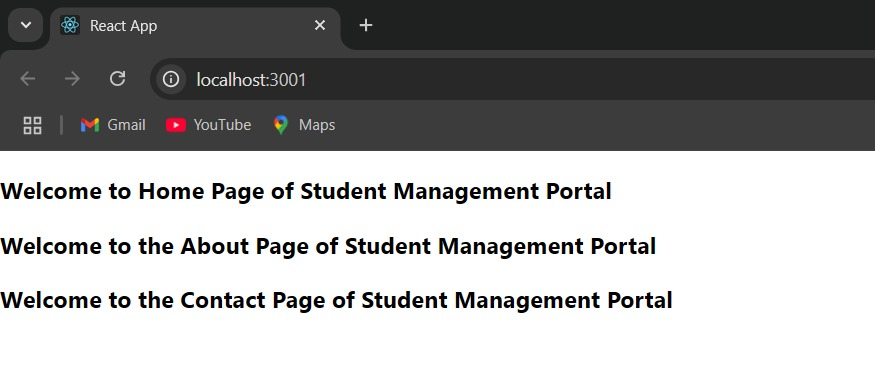 React App
localhost:3001
Gmail YouTube Maps
Welcome to Home Page of Student Management Portal
Welcome to the About Page of Student Management Portal
Welcome to the Contact Page of Student Management Portal